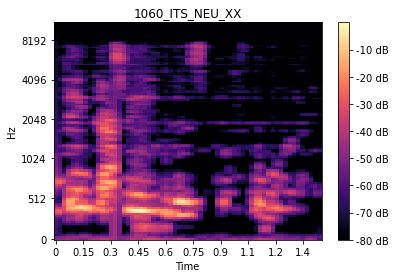 1060_ITS_NEU_XX
8192
4096
2048
1024
512
0
Hz
0 0.15 0.3 0.45 0.6 0.75 0.9 1.1 1.2 1.4
Time
-10 dB
-20 dB
-30 dB
-40 dB
-50 dB
-60 dB
-70 dB
-80 dB